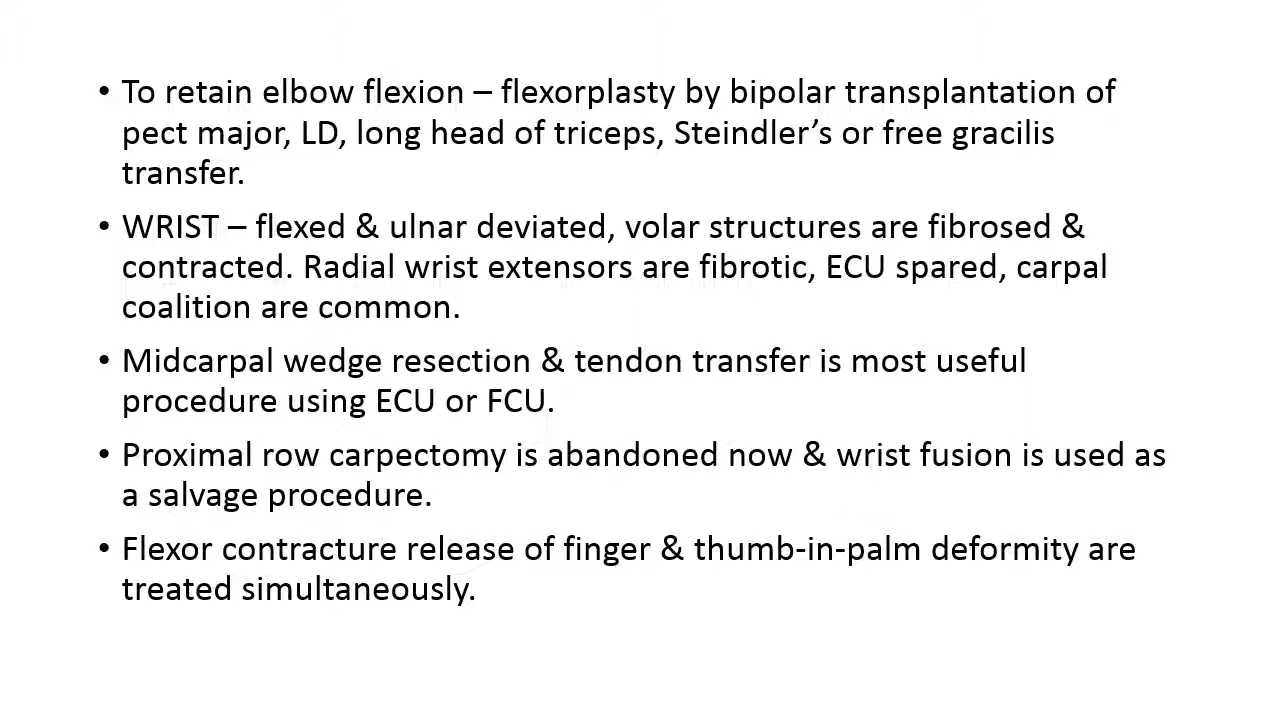 • To retain elbow flexion – flexorplasty by bipolar transplantation of
pect major, LD, long head of triceps, Steindler’s or free gracilis
transfer.
• WRIST – flexed & ulnar deviated, volar structures are fibrosed &
contracted. Radial wrist extensors are fibrotic, ECU spared, carpal
coalition are common.
• Midcarpal wedge resection & tendon transfer is most useful
procedure using ECU or FCU.
• Proximal row carpectomy is abandoned now & wrist fusion is used as
a salvage procedure.
• Flexor contracture release of finger & thumb-in-palm deformity are
treated simultaneously.